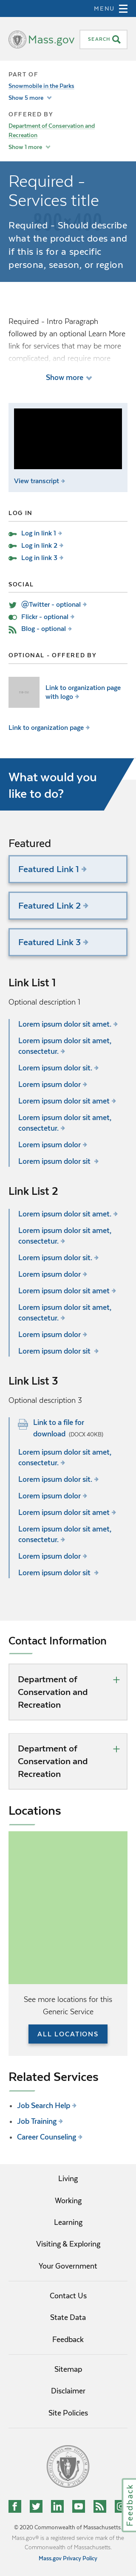 MENU
Mass.gov
SEARCH
PART OF
Snowmobile in the Parks
Show 5 more
OFFERED BY
Department of Conservation and
Recreation
Show 1 more
Required -
Services title
Required - Should describe
what the product does and
if this is for a specific
person, season, or region
Required - Intro Paragraph
followed by an optional Learn More
link for services that may be more
complicated, and require more
Show more
View transcript
LOG IN
Log in link 1
Log in link 2
Log in link 3
SOCIAL
@Twitter - optional
Flickr - optional
Blog - optional
OPTIONAL - OFFERED BY
Link to organization page
with logo
Link to organization page
What would you
like to do?
Featured
Featured Link 1
Featured Link 2
Featured Link 3
Link List 1
Optional description 1
Lorem ipsum dolor sit amet.
Lorem ipsum dolor sit amet,
consectetur.
Lorem ipsum dolor sit.
Lorem ipsum dolor
Lorem ipsum dolor sit amet
Lorem ipsum dolor sit amet,
consectetur.
Lorem ipsum dolor
Lorem ipsum dolor sit
Link List 2
Lorem ipsum dolor sit amet.
Lorem ipsum dolor sit amet,
consectetur.
Lorem ipsum dolor sit.
Lorem ipsum dolor
Lorem ipsum dolor sit amet
Lorem ipsum dolor sit amet,
consectetur.
Lorem ipsum dolor
Lorem ipsum dolor sit
Link List 3
Optional description 3
Link to a file for
download (DOCX 40KB)
Lorem ipsum dolor sit amet,
consectetur.
Lorem ipsum dolor sit.
Lorem ipsum dolor
Lorem ipsum dolor sit amet
Lorem ipsum dolor sit amet,
consectetur.
Lorem ipsum dolor
Lorem ipsum dolor sit
Contact Information
Department of
Conservation and
Recreation
Department of
Conservation and
Recreation
Locations
See more locations for this
Generic Service
ALL LOCATIONS
Related Services
Job Search Help
Job Training
Career Counseling
Living
Working
Learning
Visiting & Exploring
Your Government
Contact Us
State Data
Feedback
Sitemap
Disclaimer
Site Policies
Feedback
© 2020 Commonwealth of Massachusetts.
Mass.gov® is a registered service mark of the
Commonwealth of Massachusetts.
Mass.gov Privacy Policy